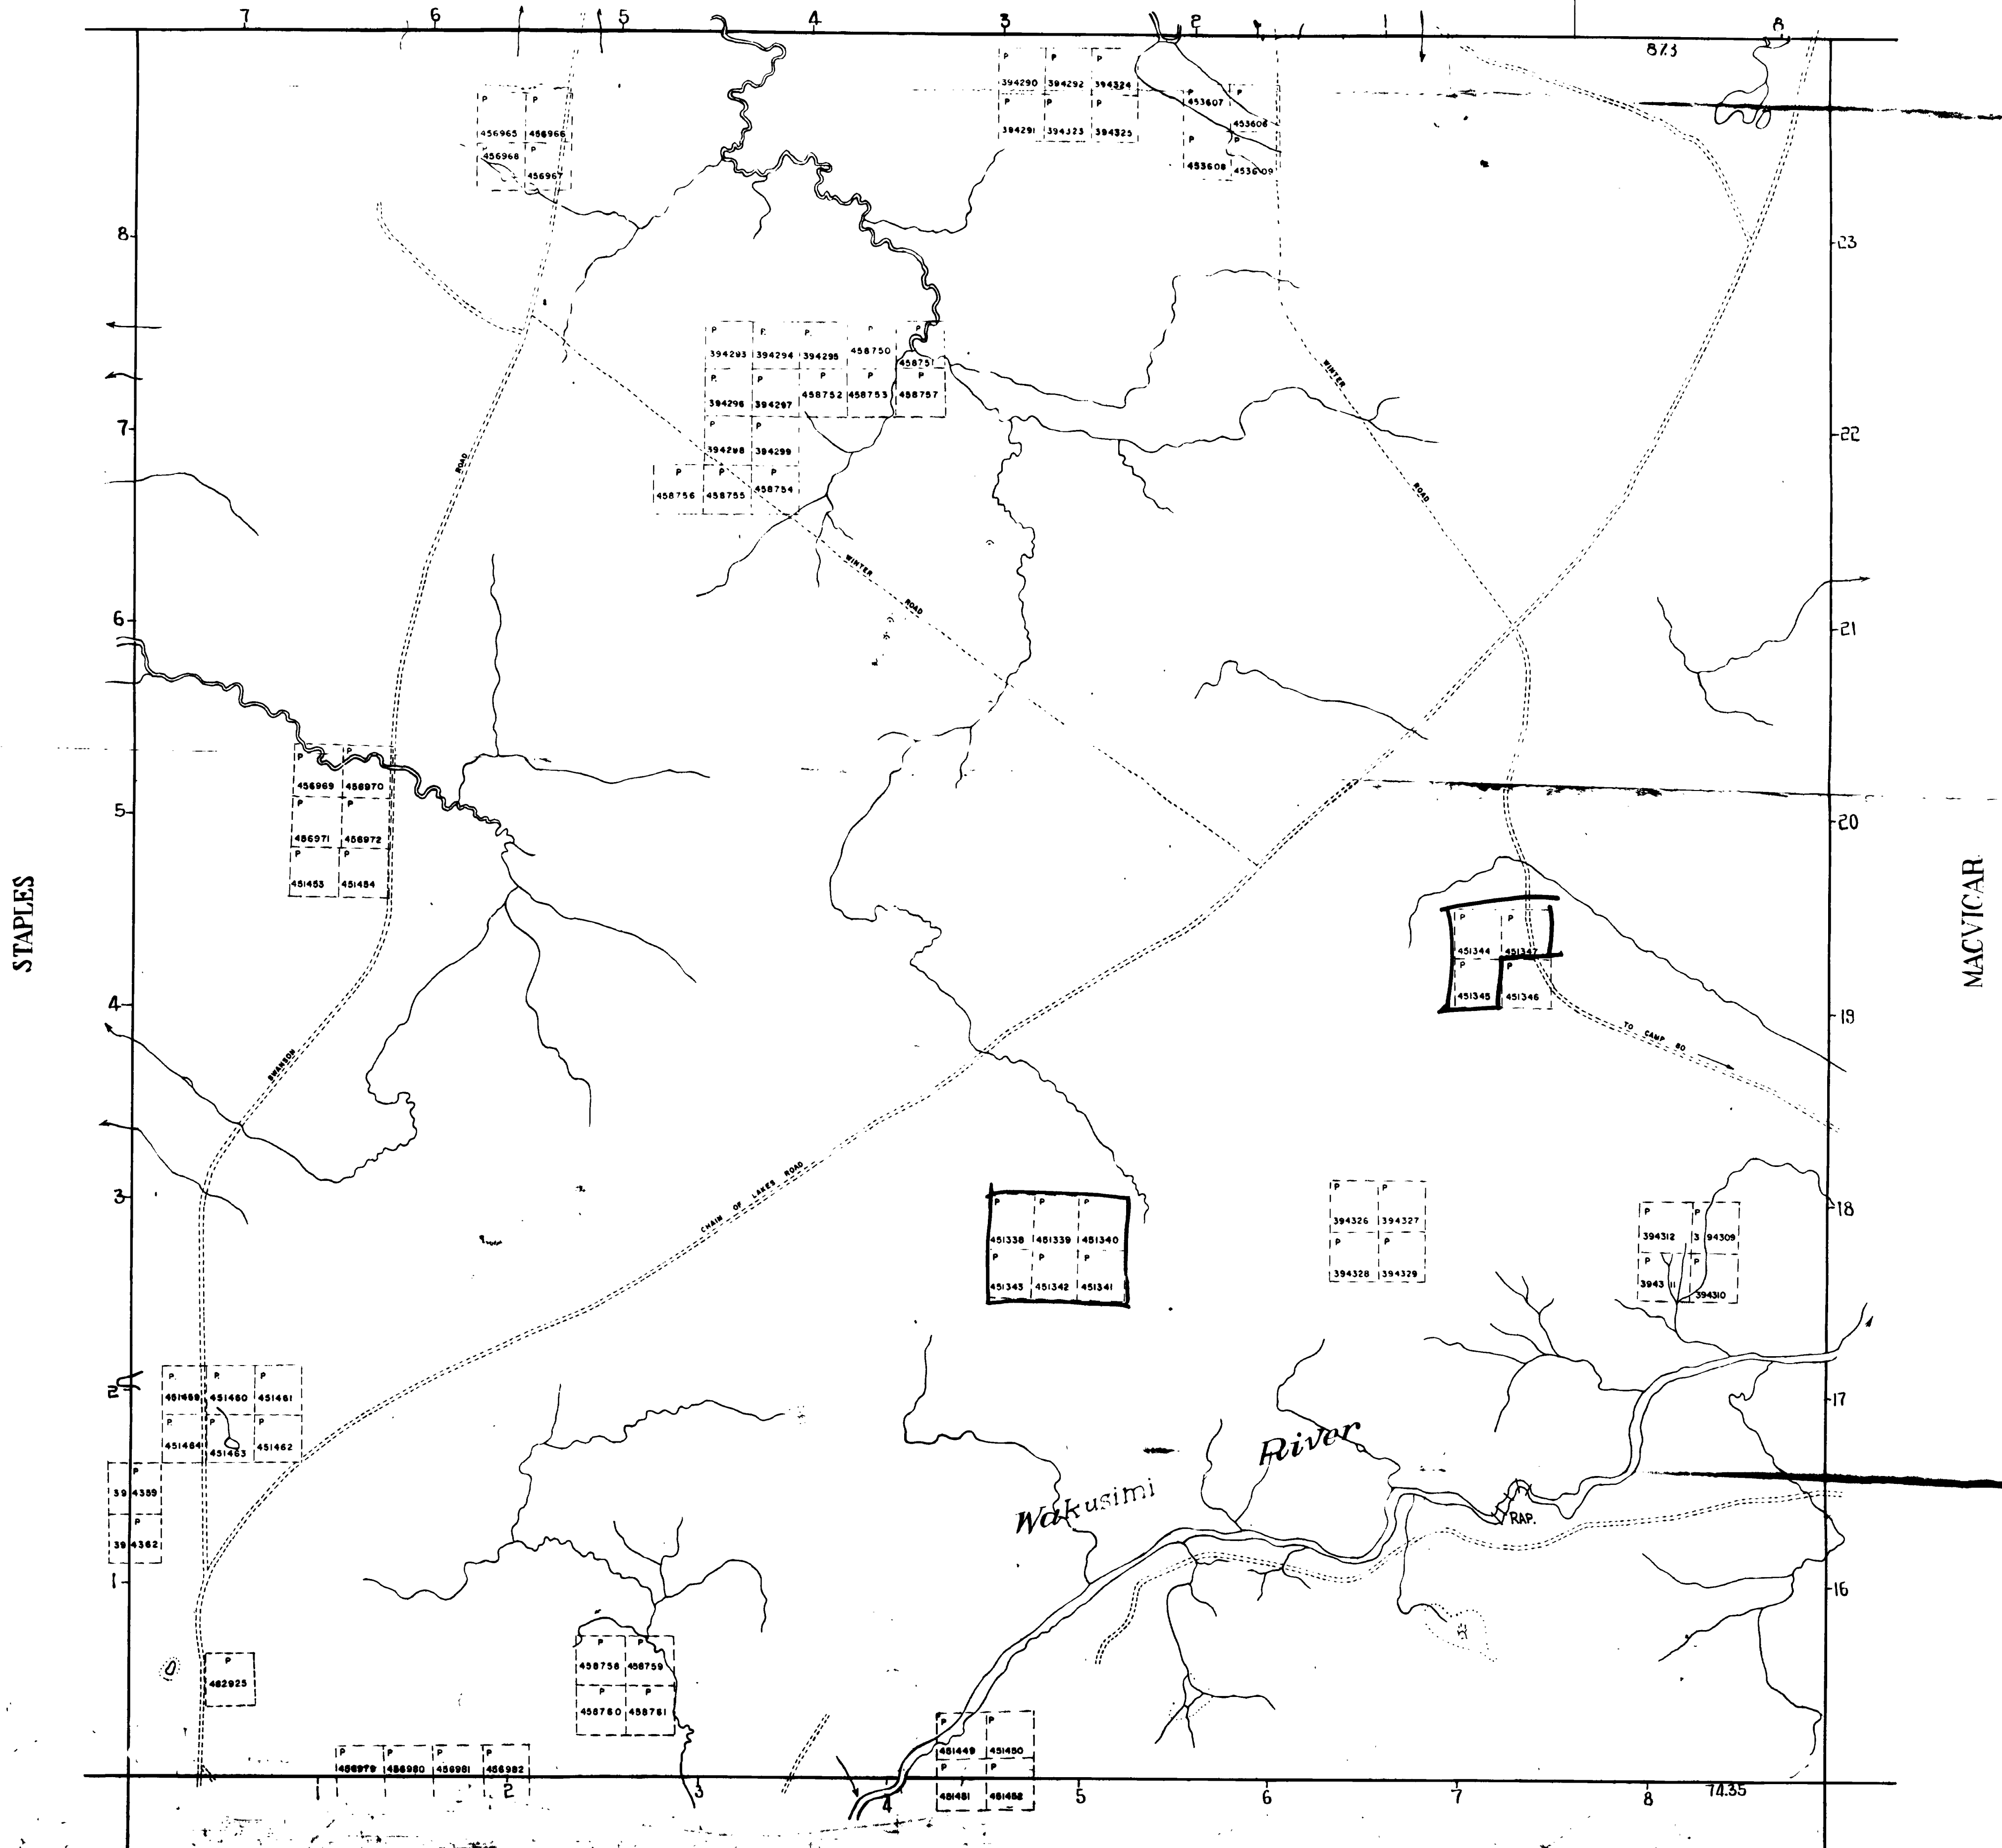 7 6 5 4 3 2 1
87.3
P P P
394290 394292 394324
P P P
394291 394323 394325
P P
453607 453606
P P
453608 453609
P P
456965 456966
P P
456968 456967
8 23
P P. P. P P
394293 394294 394295 458750 458751
P. P P P P
394296 394297 458752 458753 458757
P P
394298 394299
P P P
458756 458755 458754
WINTER
ROAD
7 22
ROAD
WINTER
ROAD
6 21
P P
456969 456970
P P
456971 456972
P P
451453 451454
5 20
STAPLES
MACVICAR
P P
451344 451347
P P
451345 451346
4 19
SWANSON
TO CAMP 80
CHAIN OF LAKES ROAD
3 18
P P P
451338 451339 451340
P P P
451343 451342 451341
P P
394326 394327
P P
394328 394329
P P
394312 394309
P P
394311 394310
2 17
P. P. P
451459 451460 451461
P. P P
451464 451463 451462
P
394359
P
394362
Wakusimi River
RAP.
1 16
P
462925
P P
458758 458759
P P
458760 458761
P P P P
456979 456980 456981 456982
P P
451449 451450
P P
451451 451452
1 2 3 4 5 6 7 8
74.35